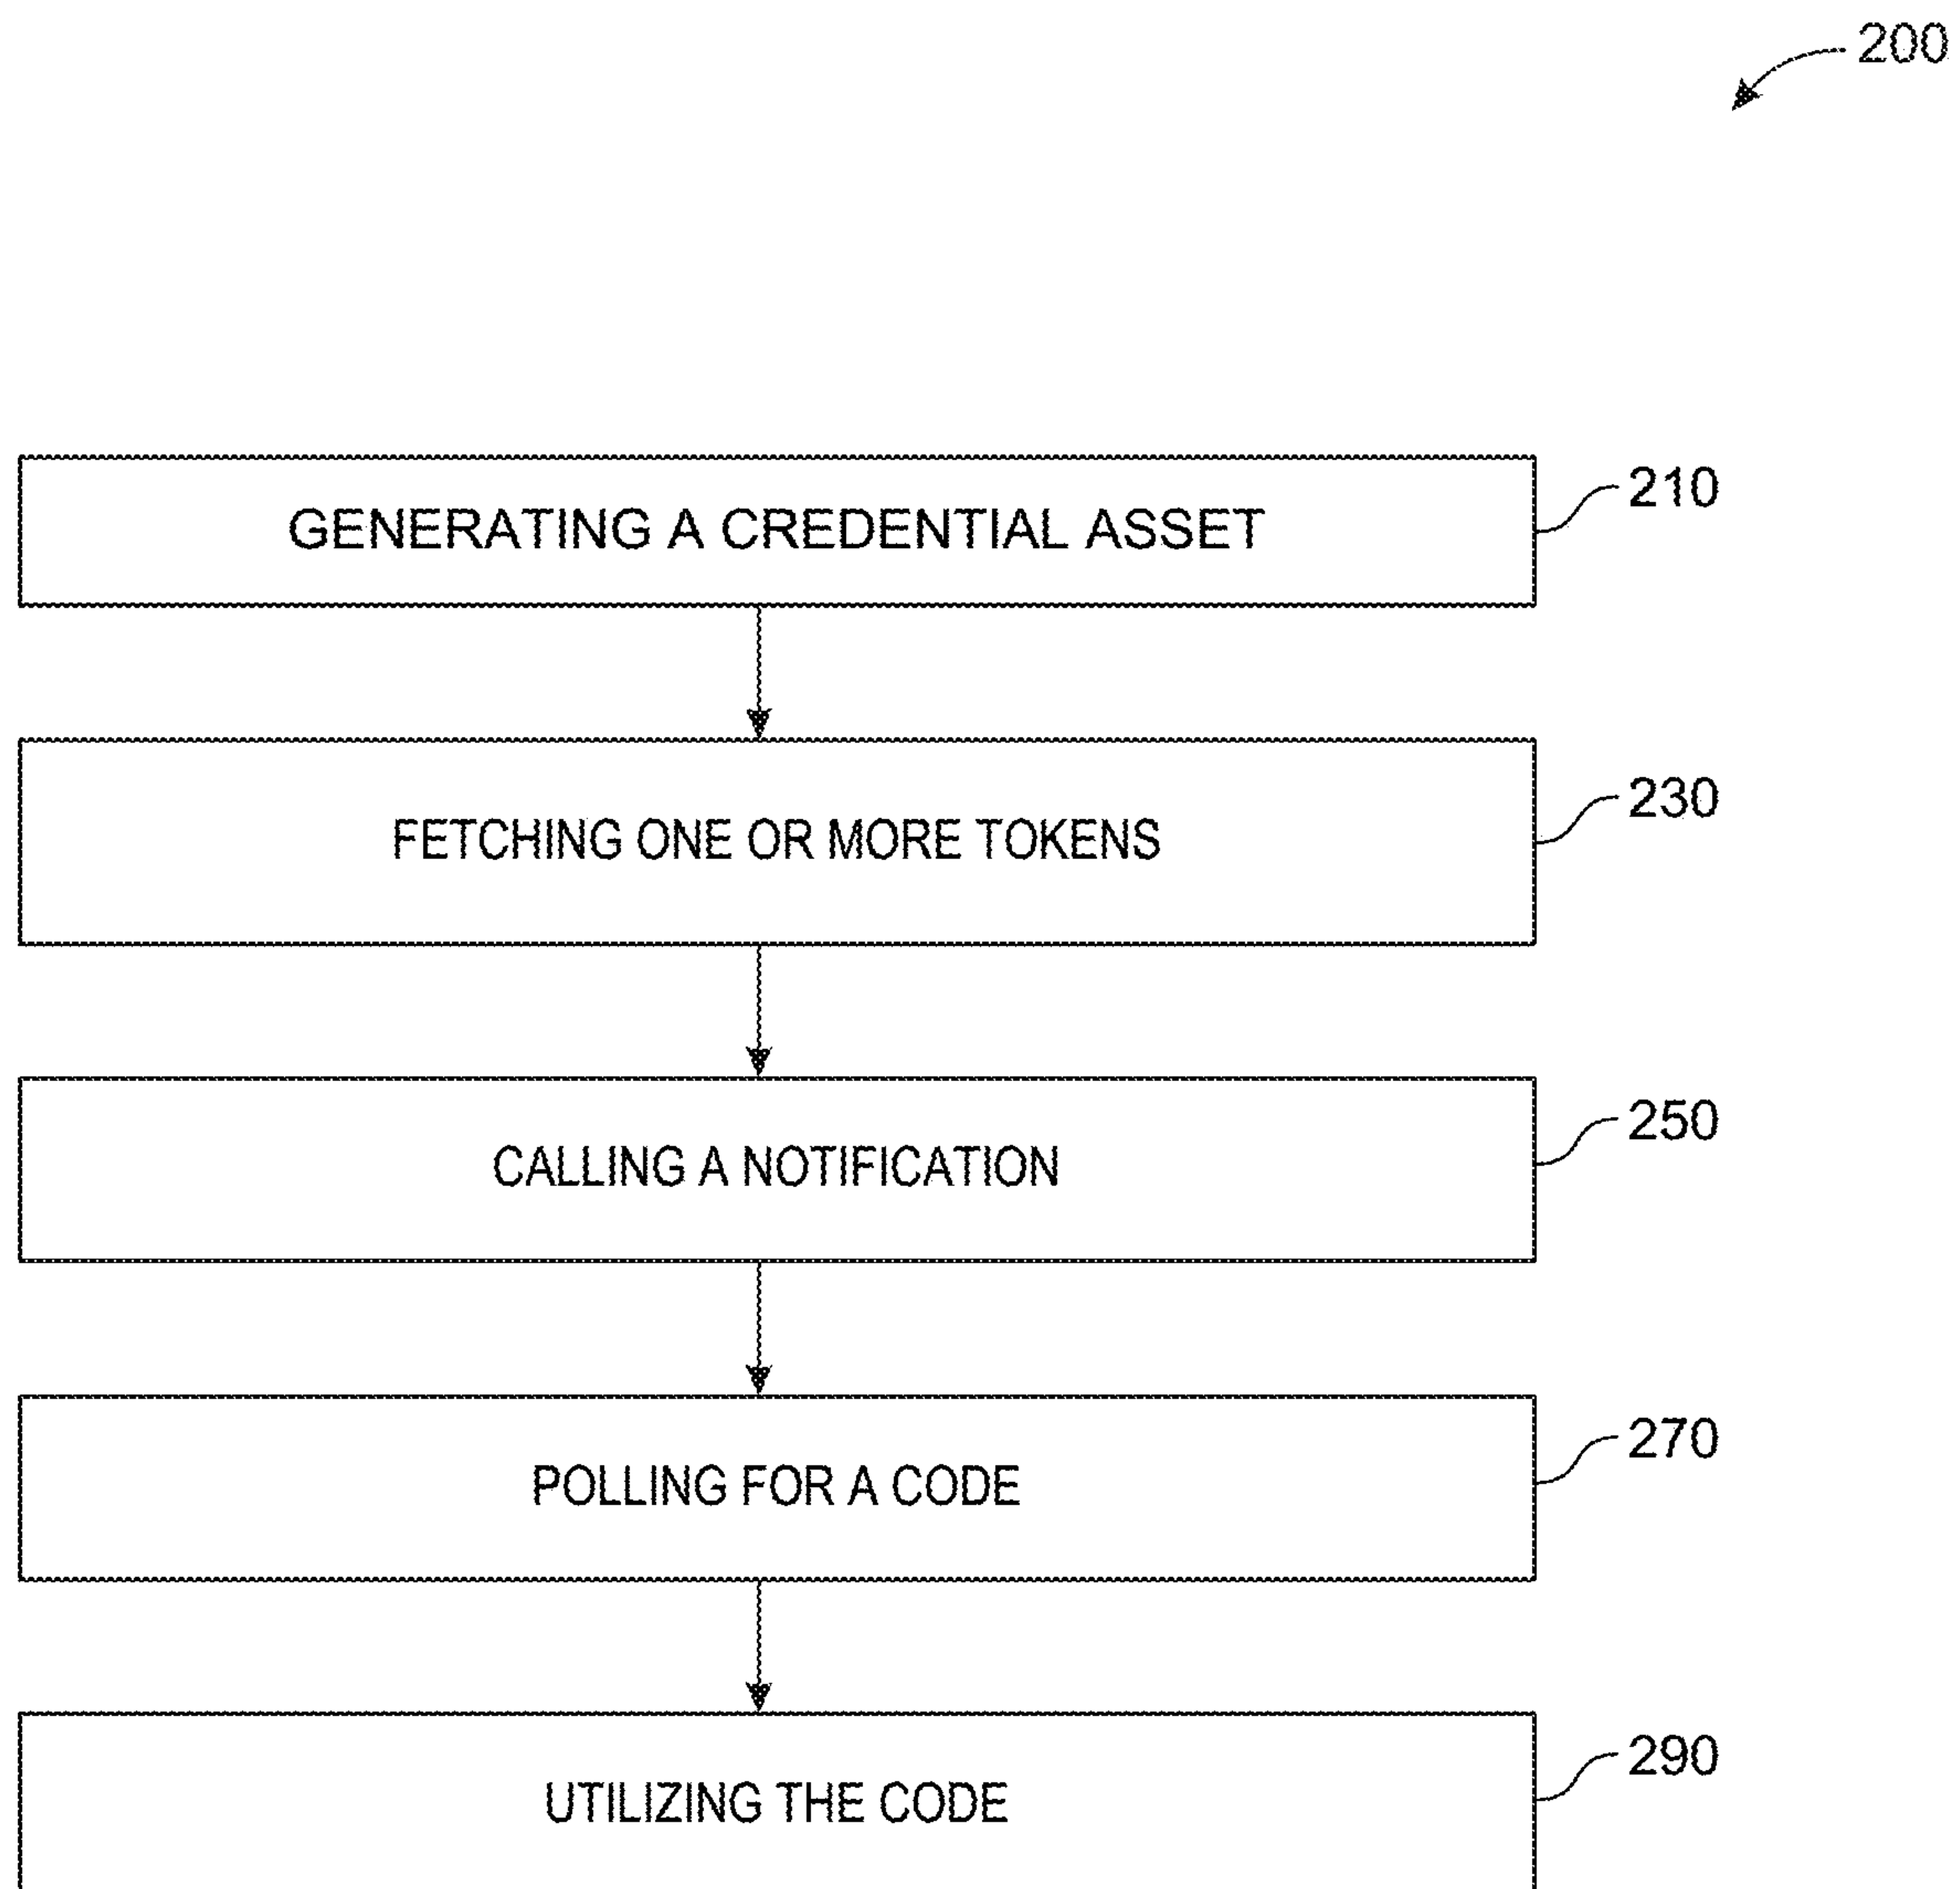 200
GENERATING A CREDENTIAL ASSET
210
FETCHING ONE OR MORE TOKENS
230
CALLING A NOTIFICATION
250
POLLING FOR A CODE
270
UTILIZING THE CODE
290